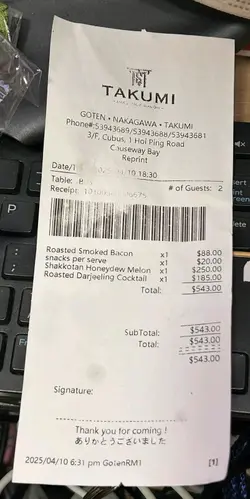 TAKUMI
GOTEN • NAKAGAWA • TAKUMI
Phone#:53943689/53943688/53943681
3/F, Cubus, 1 Hoi Ping Road
Causeway Bay
Reprint
18:30
Table:
# of Guests: 2
Receipt:
Roasted Smoked Bacon x1 $88.00
snacks per serve x1 $20.00
Shakkotan Honeydew Melon x1 $250.00
Roasted Darjeeling Cocktail x1 $185.00
Total: $543.00
SubTotal: $543.00
Total: $543.00
$543.00
Signature:
Thank you for coming !
ありがとうございました
2025/04/10 6:31 pm GotenRM1 [1]